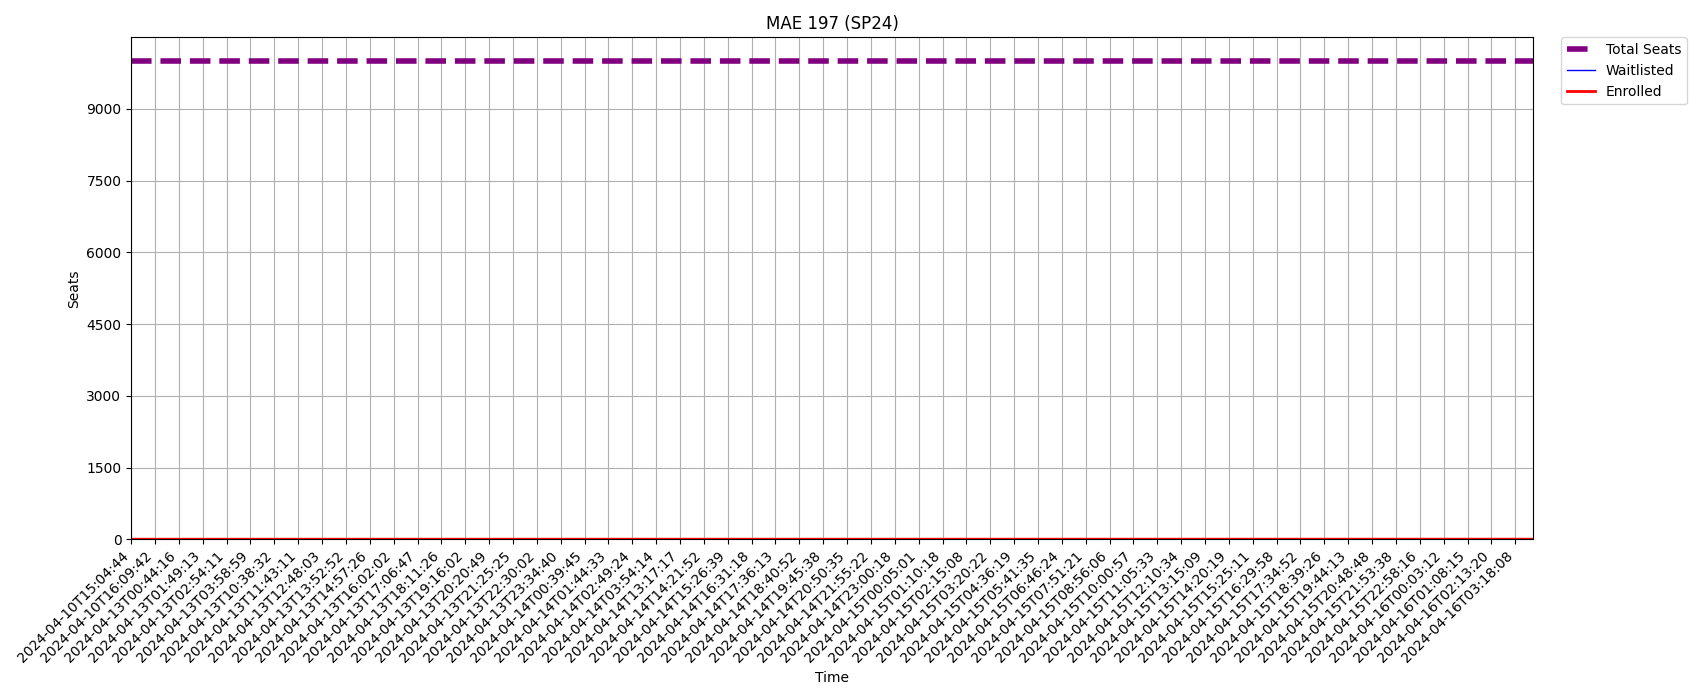 MAE 197 (SP24)
Total Seats
Waitlisted
Enrolled
9000
7500
6000
4500
3000
1500
0
Seats
2024-04-10T15:04:44
2024-04-10T16:09:42
2024-04-13T00:44:16
2024-04-13T01:49:13
2024-04-13T02:54:11
2024-04-13T03:58:59
2024-04-13T10:38:32
2024-04-13T11:43:11
2024-04-13T12:48:03
2024-04-13T13:52:52
2024-04-13T14:57:26
2024-04-13T16:02:02
2024-04-13T17:06:47
2024-04-13T18:11:26
2024-04-13T19:16:02
2024-04-13T20:20:49
2024-04-13T21:25:25
2024-04-13T22:30:02
2024-04-13T23:34:40
2024-04-14T00:39:45
2024-04-14T01:44:33
2024-04-14T02:49:24
2024-04-14T03:54:14
2024-04-14T13:17:17
2024-04-14T14:21:52
2024-04-14T15:26:39
2024-04-14T16:31:18
2024-04-14T17:36:13
2024-04-14T18:40:52
2024-04-14T19:45:38
2024-04-14T20:50:35
2024-04-14T21:55:22
2024-04-14T23:00:18
2024-04-15T00:05:01
2024-04-15T01:10:18
2024-04-15T02:15:08
2024-04-15T03:20:22
2024-04-15T04:36:19
2024-04-15T05:41:35
2024-04-15T06:46:24
2024-04-15T07:51:21
2024-04-15T08:56:06
2024-04-15T10:00:57
2024-04-15T11:05:33
2024-04-15T12:10:34
2024-04-15T13:15:09
2024-04-15T14:20:19
2024-04-15T15:25:11
2024-04-15T16:29:58
2024-04-15T17:34:52
2024-04-15T18:39:26
2024-04-15T19:44:13
2024-04-15T20:48:48
2024-04-15T21:53:38
2024-04-15T22:58:16
2024-04-16T00:03:12
2024-04-16T01:08:15
2024-04-16T02:13:20
2024-04-16T03:18:08
Time